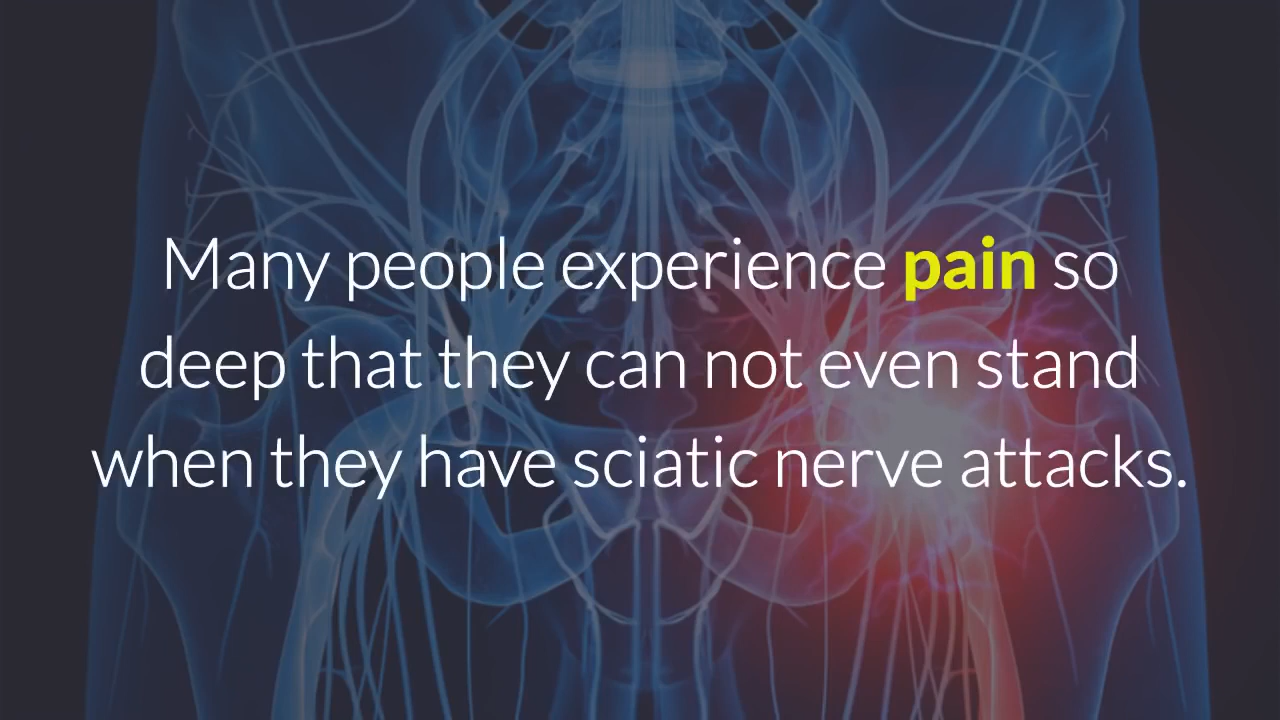 Many people experience pain so
deep that they can not even stand
when they have sciatic nerve attacks.